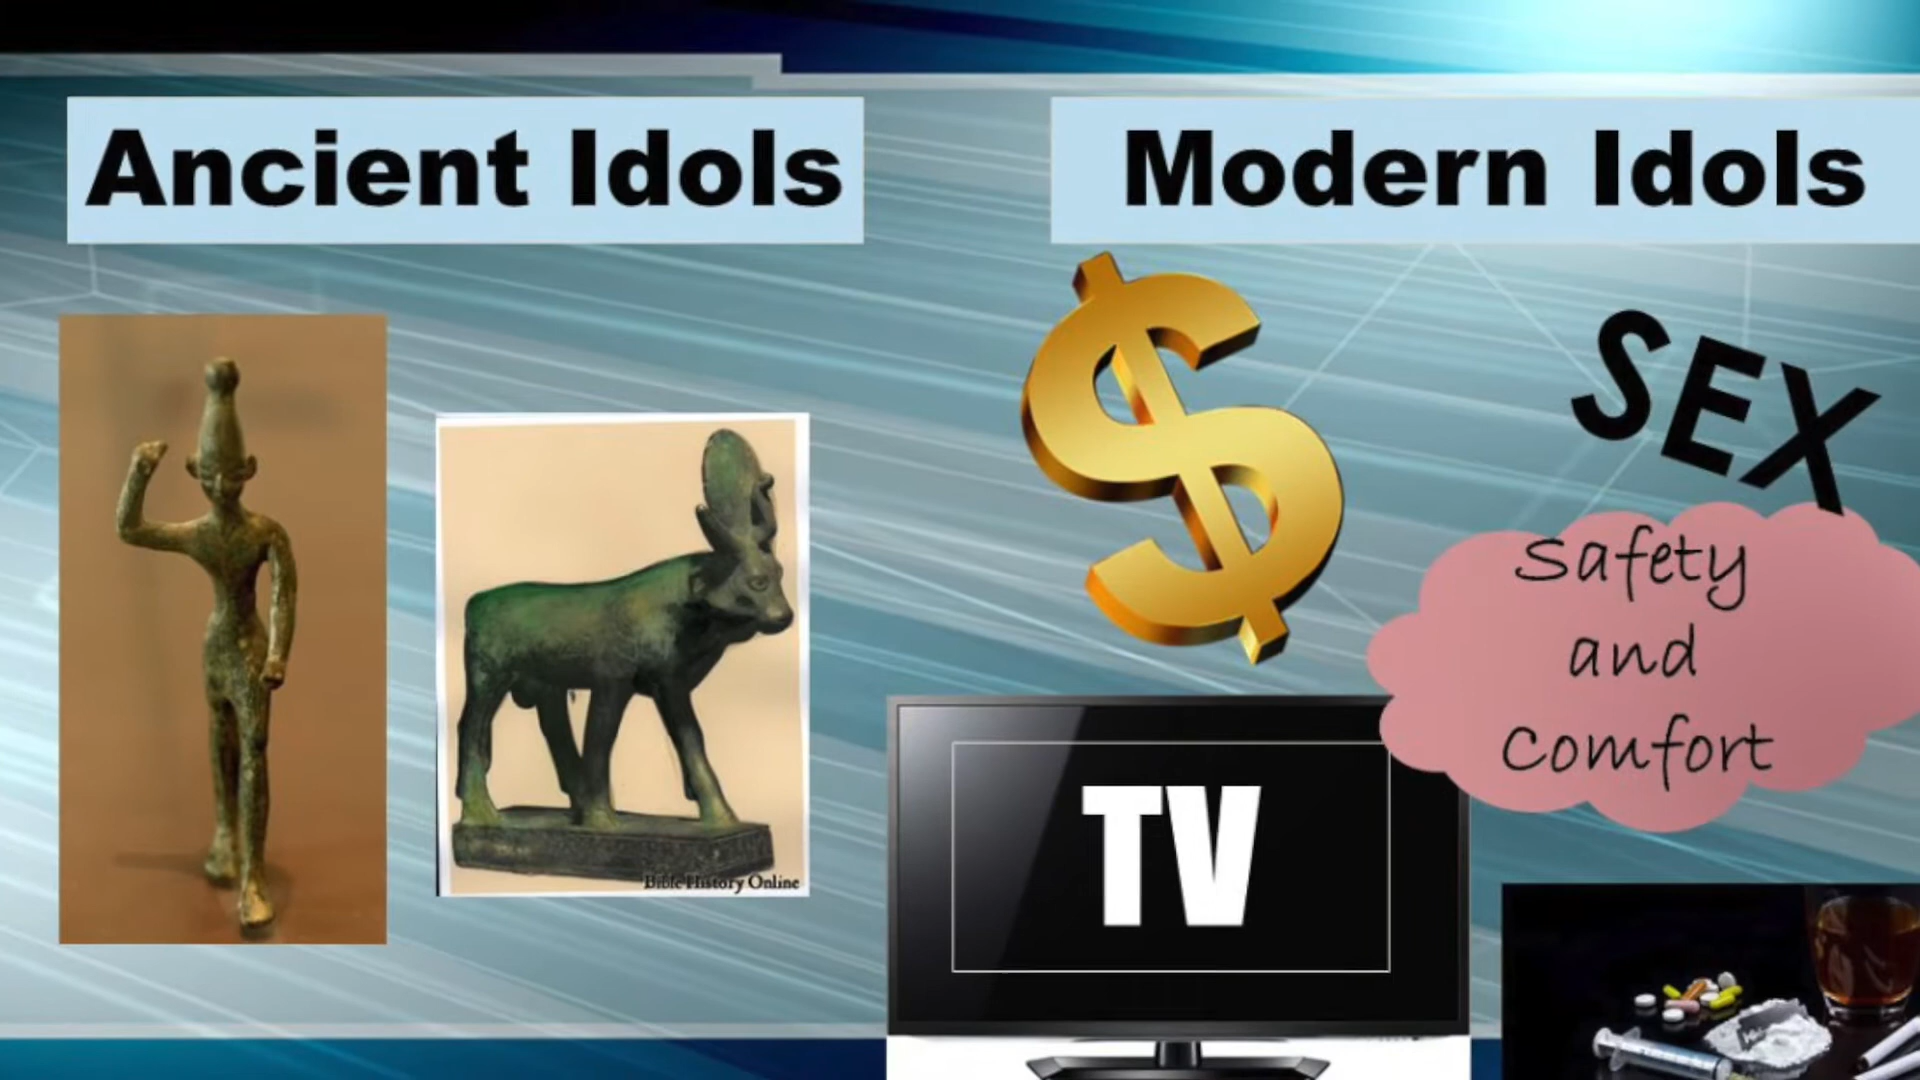 Ancient Idols
Modern Idols
SEX
Safety
and
Comfort
TV
Bible History Online